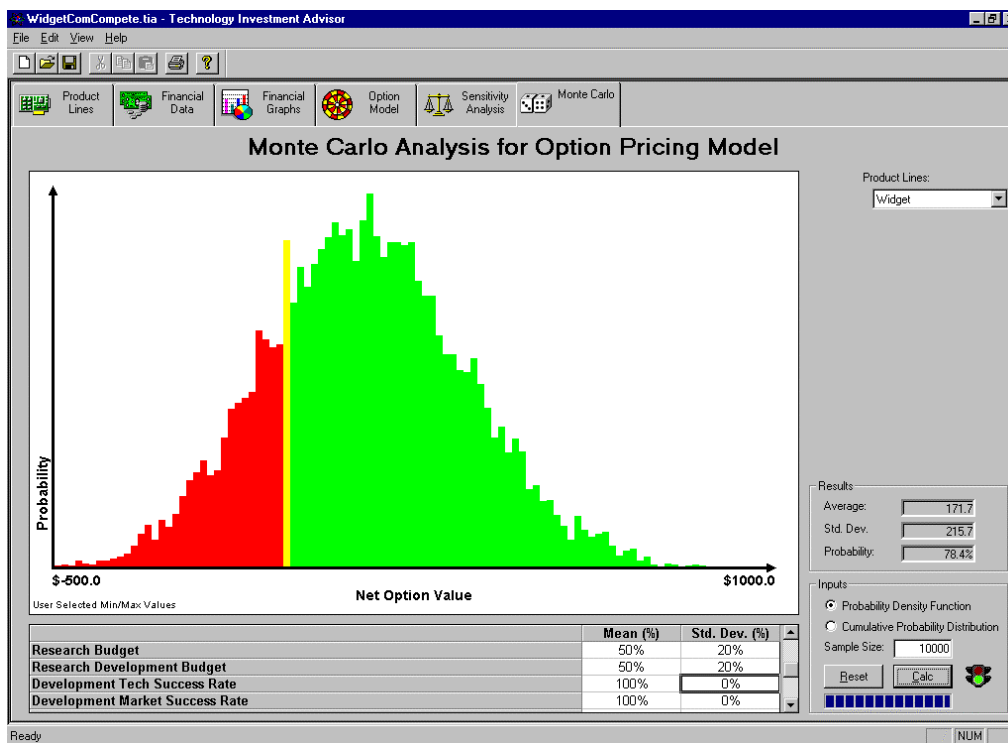 WidgetComCompete.tia - Technology Investment Advisor
File Edit View Help
Product Lines
Financial Data
Financial Graphs
Option Model
Sensitivity Analysis
Monte Carlo
Monte Carlo Analysis for Option Pricing Model
Product Lines:
Widget
Probability
$-500.0
$1000.0
Net Option Value
User Selected Min/Max Values
Results
Average: 171.7
Std. Dev. 215.7
Probability: 78.4%
Inputs
Probability Density Function
Cumulative Probability Distribution
Sample Size: 10000
Reset Calc
Mean (%) Std. Dev. (%)
Research Budget 50% 20%
Research Development Budget 50% 20%
Development Tech Success Rate 100% 0%
Development Market Success Rate 100% 0%
Ready
NUM